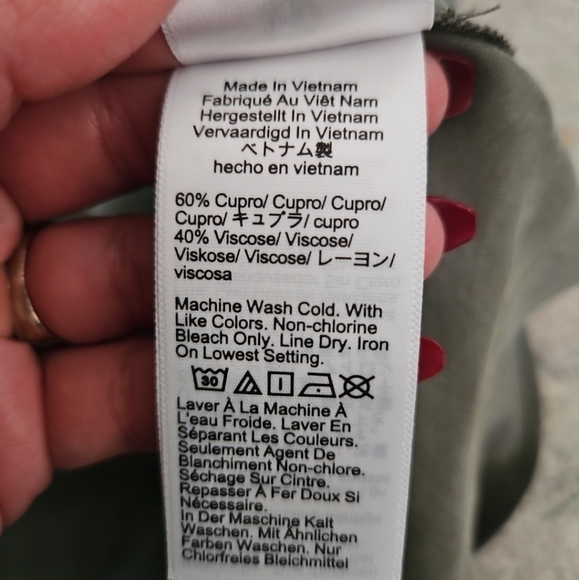 Made In Vietnam
Fabriqué Au Viêt Nam
Hergestellt In Vietnam
Vervaardigd In Vietnam
ベトナム製
hecho en vietnam
60% Cupro/ Cupro/ Cupro/
Cupro/ キュプラ/ cupro
40% Viscose/ Viscose/
Viskose/ Viscose/ レーヨン/
viscosa
Machine Wash Cold. With
Like Colors. Non-chlorine
Bleach Only. Line Dry. Iron
On Lowest Setting.
30
Laver À La Machine À
L'eau Froide. Laver En
Séparant Les Couleurs.
Seulement Agent De
Blanchiment Non-chlore.
Séchage Sur Cintre.
Repasser À Fer Doux Si
Nécessaire.
In Der Maschine Kalt
Waschen. Mit Ähnlichen
Farben Waschen. Nur
Chlorfreies Bleichmittel